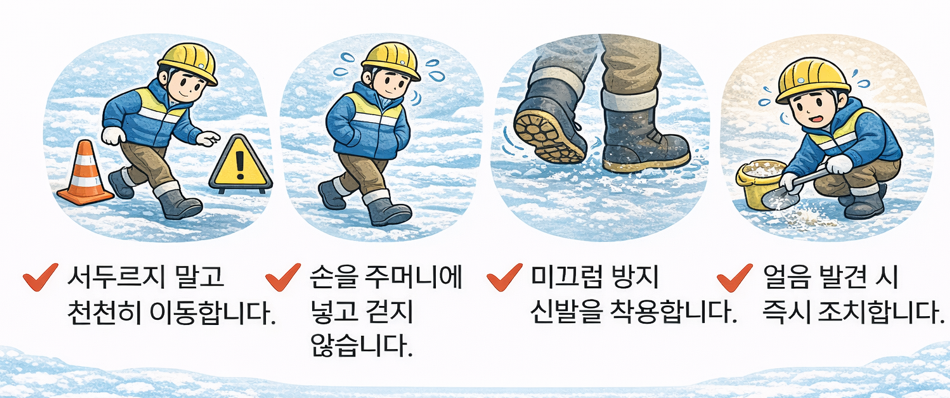 서두르지 말고
천천히 이동합니다.
손을 주머니에
넣고 걷지
않습니다.
미끄럼 방지
신발을 착용합니다.
얼음 발견 시
즉시 조치합니다.